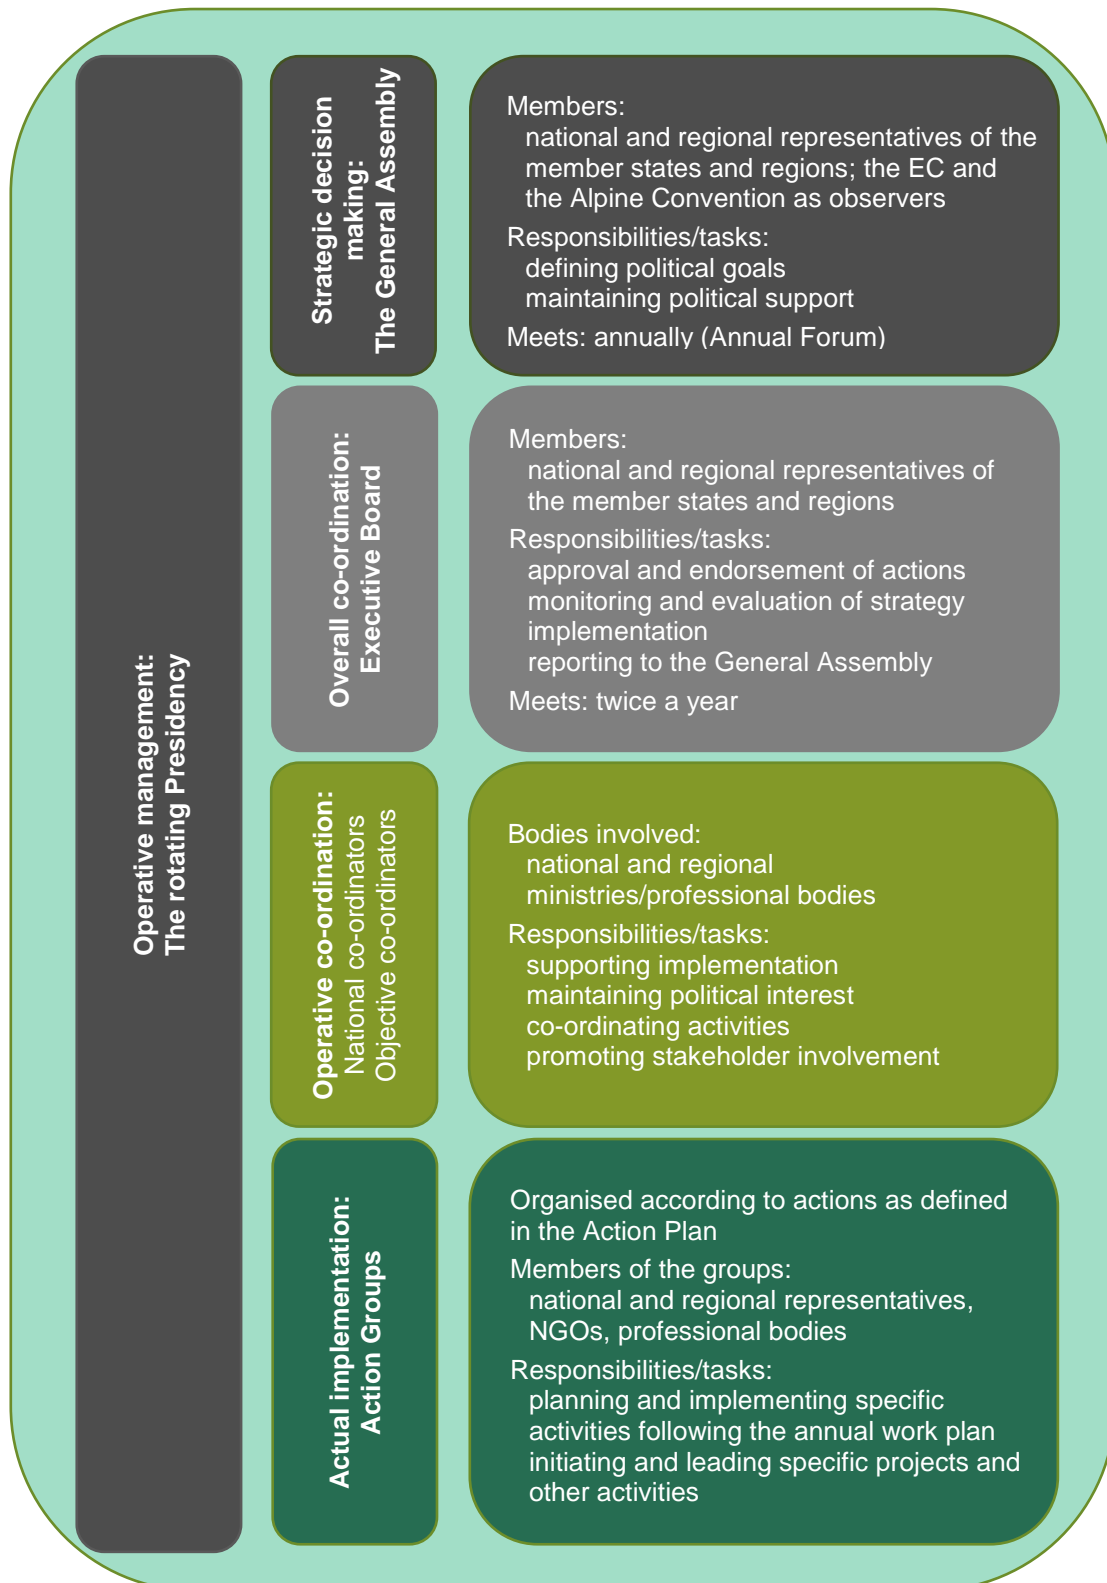 Operative management:
The rotating Presidency
Strategic decision
making:
The General Assembly
Members:
national and regional representatives of the
member states and regions; the EC and
the Alpine Convention as observers
Responsibilities/tasks:
defining political goals
maintaining political support
Meets: annually (Annual Forum)
Overall co-ordination:
Executive Board
Members:
national and regional representatives of
the member states and regions
Responsibilities/tasks:
approval and endorsement of actions
monitoring and evaluation of strategy
implementation
reporting to the General Assembly
Meets: twice a year
Operative co-ordination:
National co-ordinators
Objective co-ordinators
Bodies involved:
national and regional
ministries/professional bodies
Responsibilities/tasks:
supporting implementation
maintaining political interest
co-ordinating activities
promoting stakeholder involvement
Actual implementation:
Action Groups
Organised according to actions as defined
in the Action Plan
Members of the groups:
national and regional representatives,
NGOs, professional bodies
Responsibilities/tasks:
planning and implementing specific
activities following the annual work plan
initiating and leading specific projects and
other activities